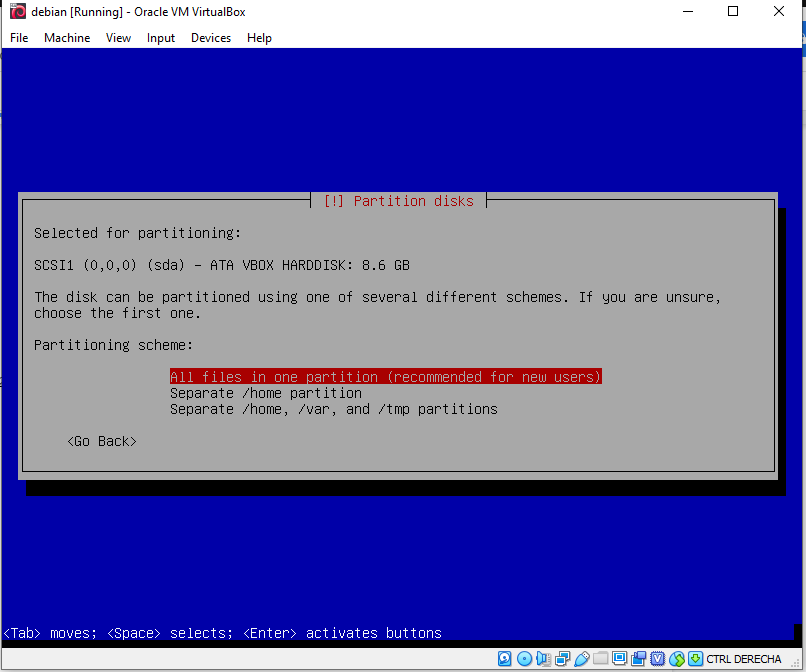 debian [Running] - Oracle VM VirtualBox
File Machine View Input Devices Help
[!] Partition disks
Selected for partitioning:
SCSI1 (0,0,0) (sda) - ATA VBOX HARDDISK: 8.6 GB
The disk can be partitioned using one of several different schemes. If you are unsure,
choose the first one.
Partitioning scheme:
All files in one partition (recommended for new users)
Separate /home partition
Separate /home, /var, and /tmp partitions
<Go Back>
<Tab> moves; <Space> selects; <Enter> activates buttons
CTRL DERECHA